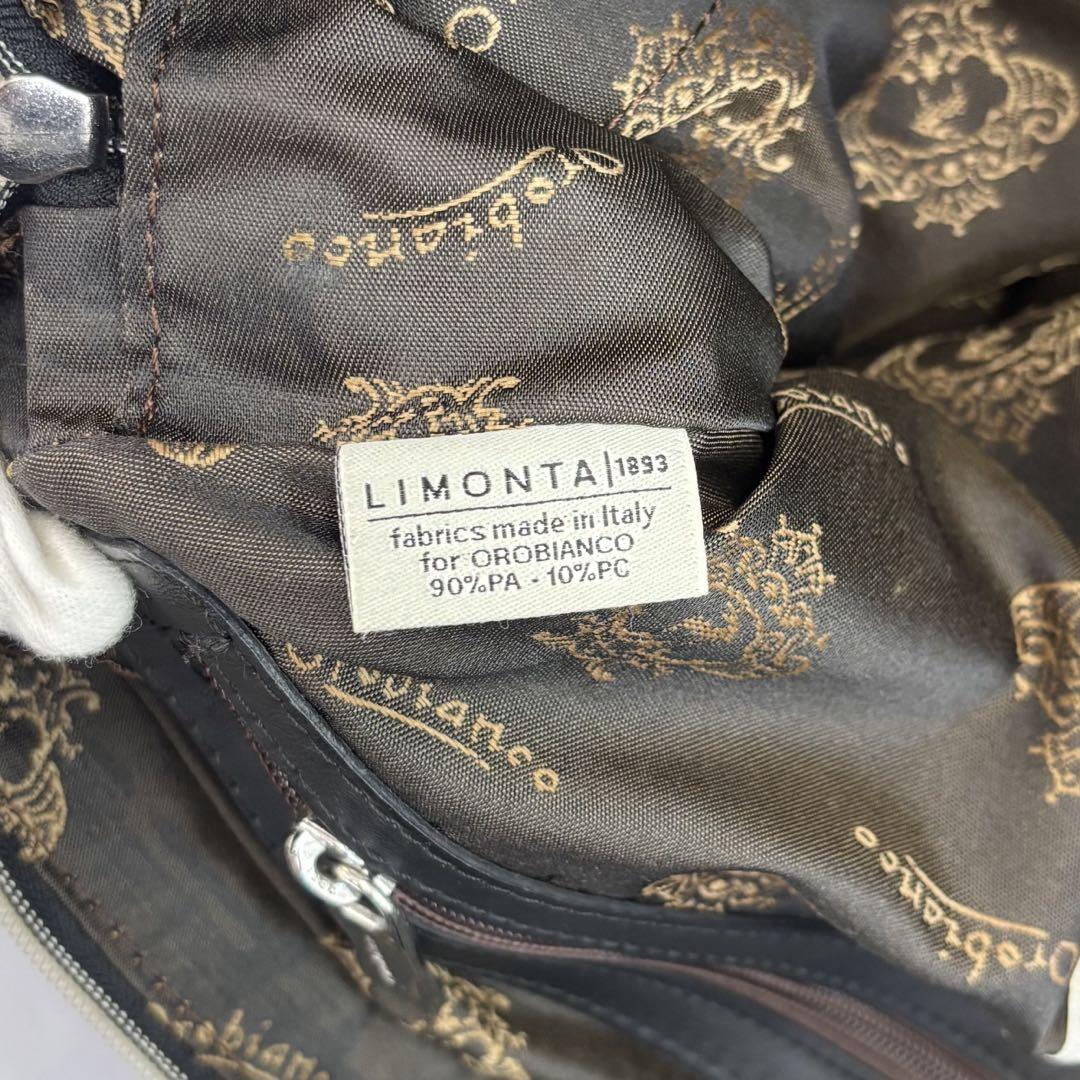 Orobianco
LIMONTA|1893
fabrics made in Italy
for OROBIANCO
90%PA - 10%PC
Orobianco
Orobianco
Orobianco